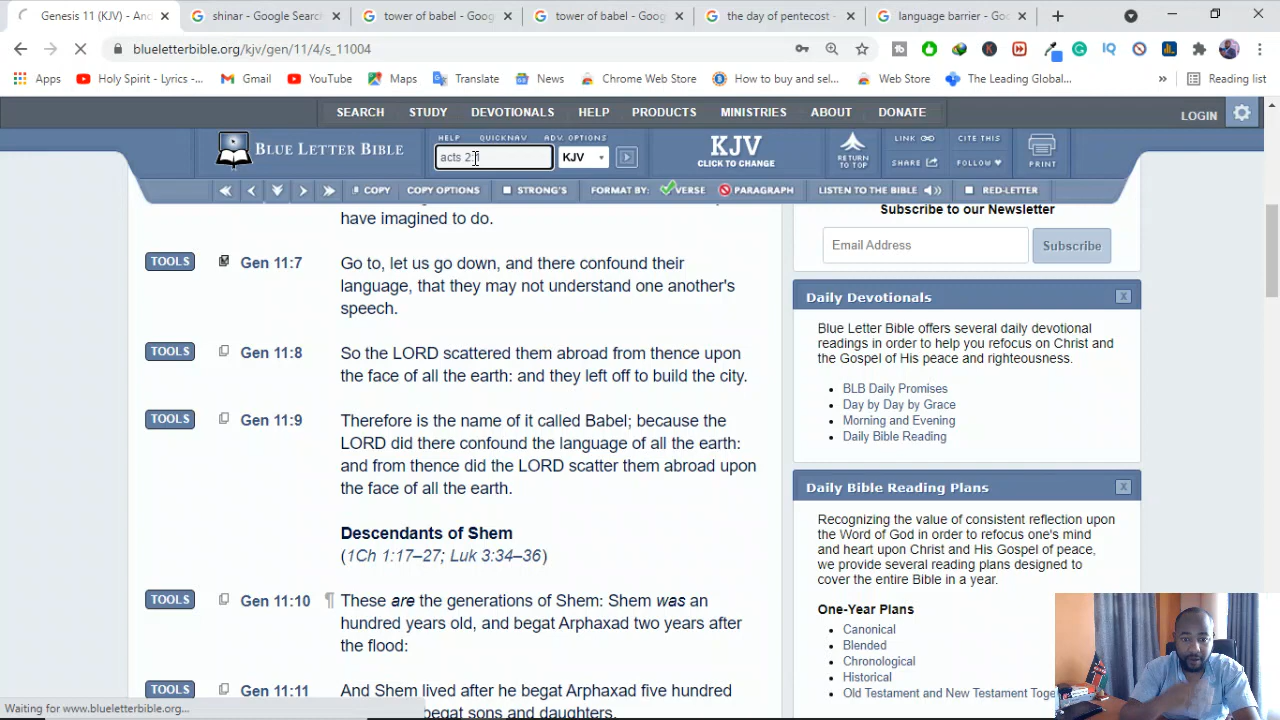 Genesis 11 (KJV) - Anc
shinar - Google Searc
tower of babel - Goog
tower of babel - Goog
the day of pentcost -
language barrier - Goo
blueletterbible.org/kjv/gen/11/4/s_11004
Apps
Holy Spirit - Lyrics -...
Gmail
YouTube
Maps
Translate
News
Chrome Web Store
How to buy and sel...
Web Store
The Leading Global...
»
Reading list
SEARCH STUDY DEVOTIONALS HELP PRODUCTS MINISTRIES ABOUT DONATE
LOGIN
BLUE LETTER BIBLE
HELP QUICKNAV ADV. OPTIONS
acts 2:1
KJV
KJV
CLICK TO CHANGE
RETURN
TO TOP
LINK
CITE THIS
SHARE
FOLLOW
PRINT
COPY COPY OPTIONS STRONG'S FORMAT BY: VERSE PARAGRAPH LISTEN TO THE BIBLE RED-LETTER
have imagined to do.
TOOLS Gen 11:7 Go to, let us go down, and there confound their
language, that they may not understand one another's
speech.
TOOLS Gen 11:8 So the LORD scattered them abroad from thence upon
the face of all the earth: and they left off to build the city.
TOOLS Gen 11:9 Therefore is the name of it called Babel; because the
LORD did there confound the language of all the earth:
and from thence did the LORD scatter them abroad upon
the face of all the earth.
Descendants of Shem
(1Ch 1:17–27; Luk 3:34–36)
TOOLS Gen 11:10 ¶ These are the generations of Shem: Shem was an
hundred years old, and begat Arphaxad two years after
the flood:
TOOLS Gen 11:11 And Shem lived after he begat Arphaxad five hundred
begat sons and daughters.
Subscribe to our Newsletter
Email Address
Subscribe
Daily Devotionals
X
Blue Letter Bible offers several daily devotional
readings in order to help you refocus on Christ and
the Gospel of His peace and righteousness.
• BLB Daily Promises
• Day by Day by Grace
• Morning and Evening
• Daily Bible Reading
Daily Bible Reading Plans
X
Recognizing the value of consistent reflection upon
the Word of God in order to refocus one's mind
and heart upon Christ and His Gospel of peace,
we provide several reading plans designed to
cover the entire Bible in a year.
One-Year Plans
• Canonical
• Blended
• Chronological
• Historical
• Old Testament and New Testament Toge
Waiting for www.blueletterbible.org...